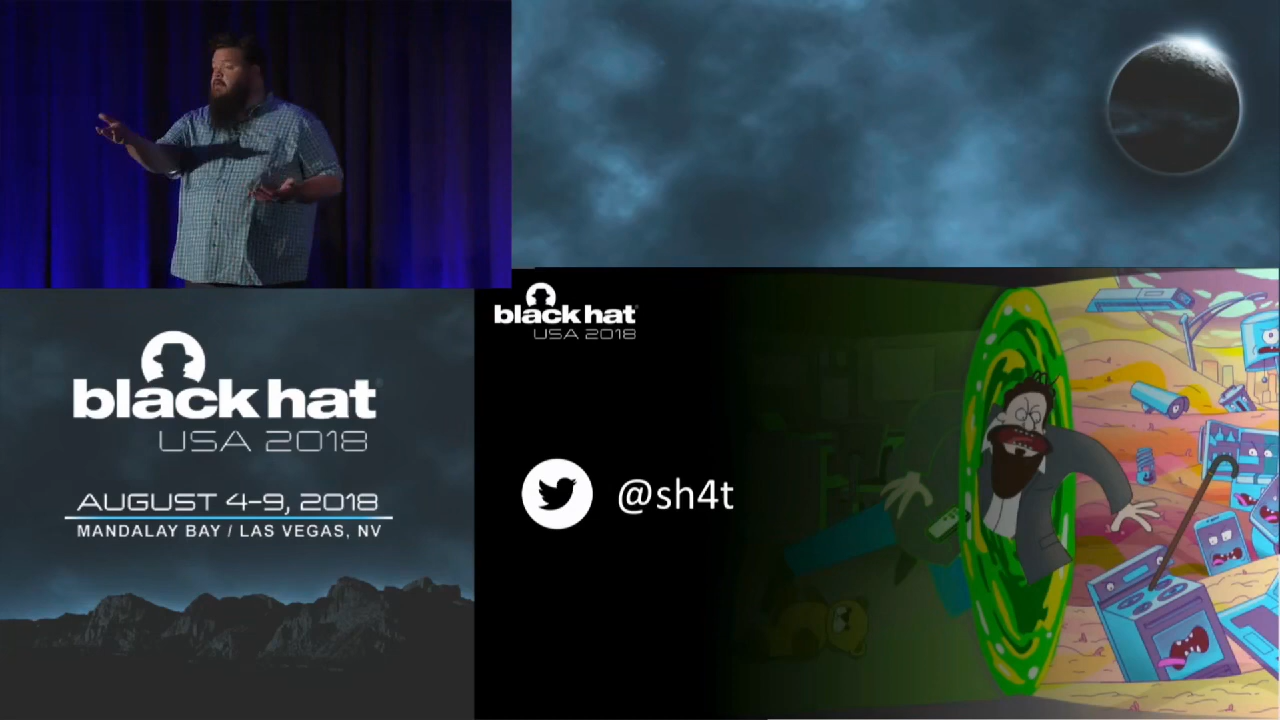 black hat
USA 2018
AUGUST 4-9, 2018
MANDALAY BAY / LAS VEGAS, NV
black hat
USA 2018
@sh4t